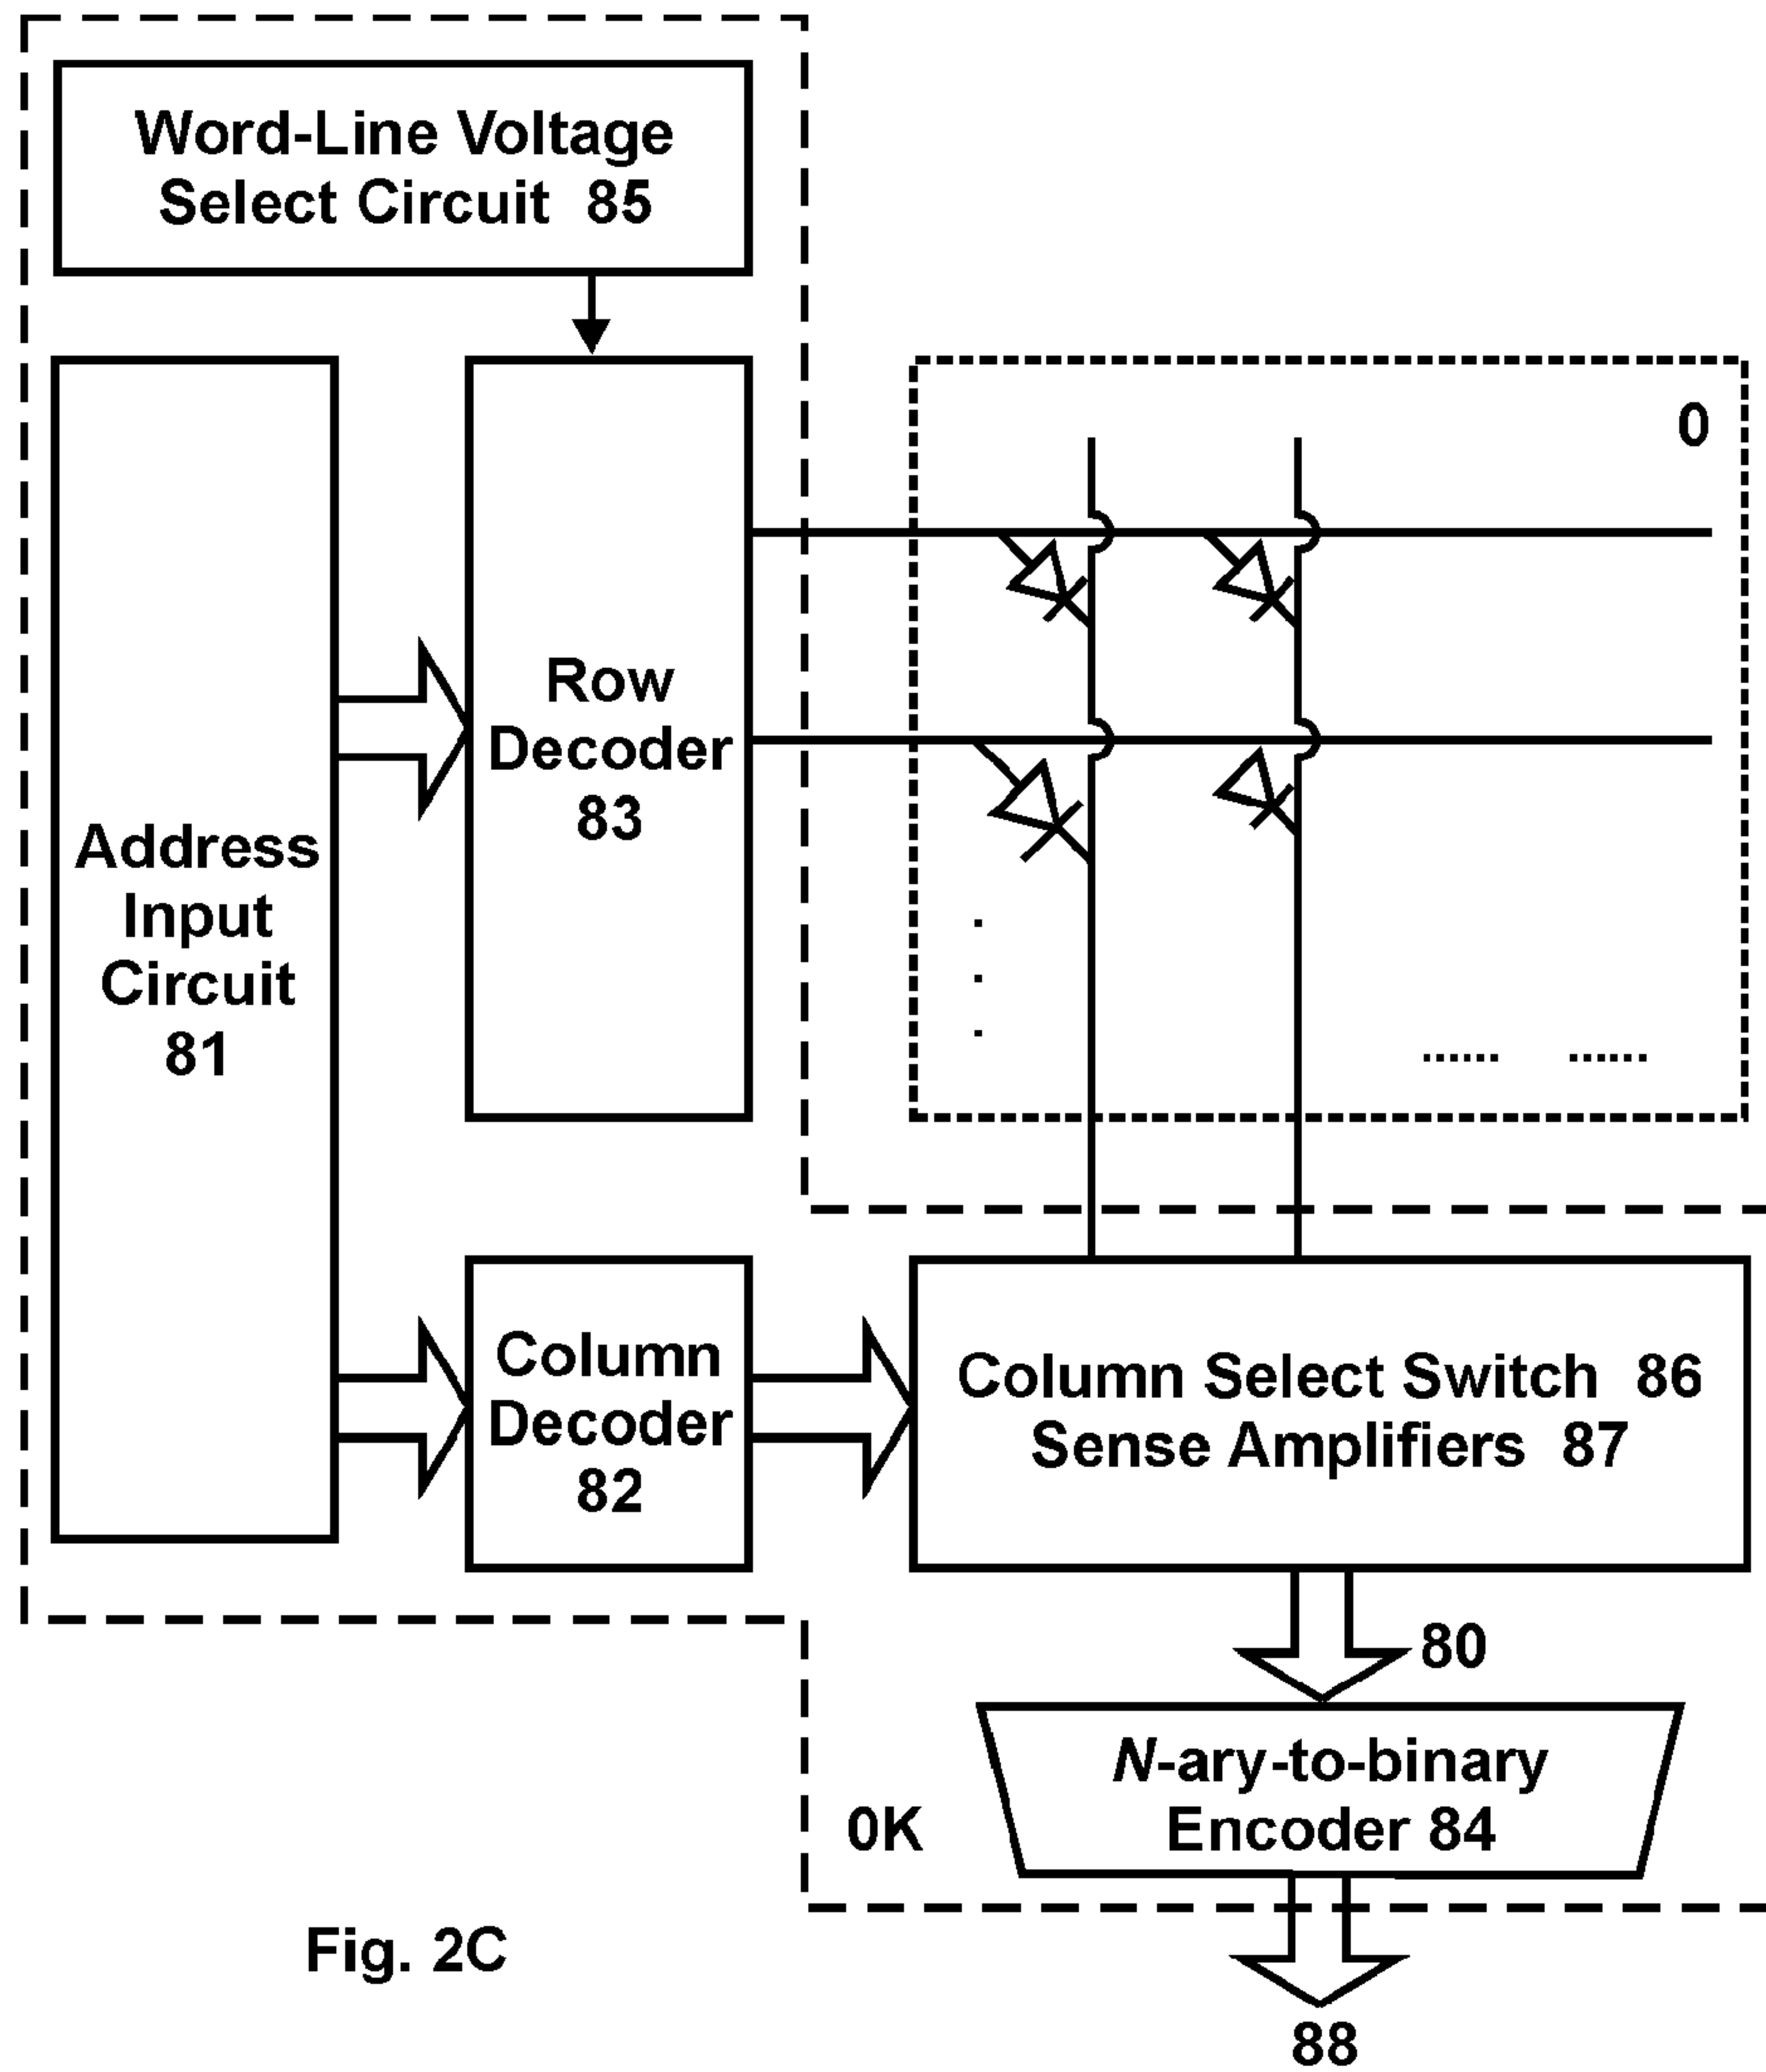 Word-Line Voltage
Select Circuit 85
0
Row
Decoder
83
Address
Input
Circuit
81
Column
Decoder
82
Column Select Switch 86
Sense Amplifiers 87
80
N-ary-to-binary
Encoder 84
0K
Fig. 2C
88